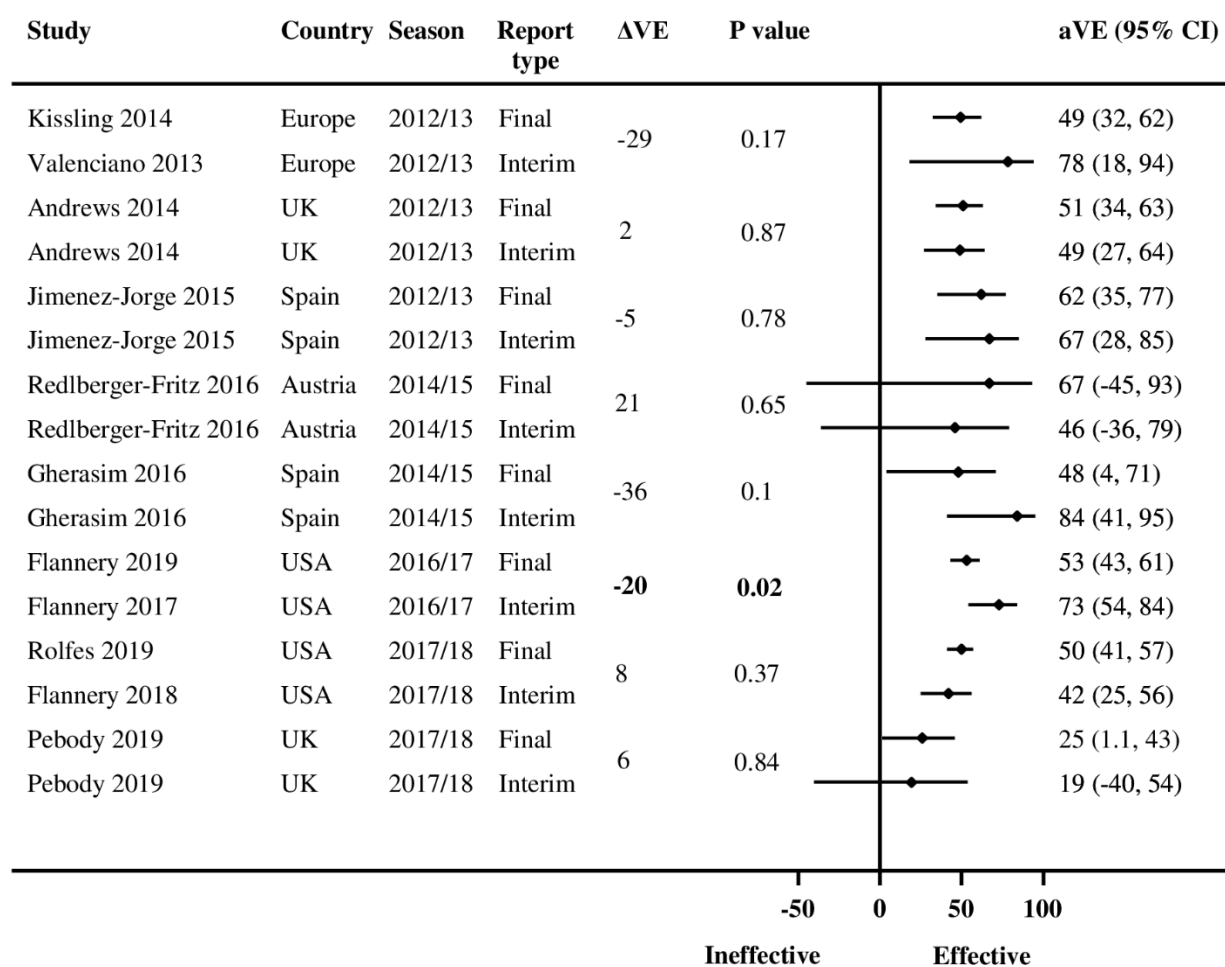 Study Country Season Report type ΔVE P value aVE (95% CI)
Kissling 2014 Europe 2012/13 Final 49 (32, 62)
-29 0.17
Valenciano 2013 Europe 2012/13 Interim 78 (18, 94)
Andrews 2014 UK 2012/13 Final 51 (34, 63)
2 0.87
Andrews 2014 UK 2012/13 Interim 49 (27, 64)
Jimenez-Jorge 2015 Spain 2012/13 Final 62 (35, 77)
-5 0.78
Jimenez-Jorge 2015 Spain 2012/13 Interim 67 (28, 85)
Redlberger-Fritz 2016 Austria 2014/15 Final 67 (-45, 93)
21 0.65
Redlberger-Fritz 2016 Austria 2014/15 Interim 46 (-36, 79)
Gherasim 2016 Spain 2014/15 Final 48 (4, 71)
-36 0.1
Gherasim 2016 Spain 2014/15 Interim 84 (41, 95)
Flannery 2019 USA 2016/17 Final 53 (43, 61)
-20 0.02
Flannery 2017 USA 2016/17 Interim 73 (54, 84)
Rolfes 2019 USA 2017/18 Final 50 (41, 57)
8 0.37
Flannery 2018 USA 2017/18 Interim 42 (25, 56)
Pebody 2019 UK 2017/18 Final 25 (1.1, 43)
6 0.84
Pebody 2019 UK 2017/18 Interim 19 (-40, 54)
-50 0 50 100
Ineffective Effective